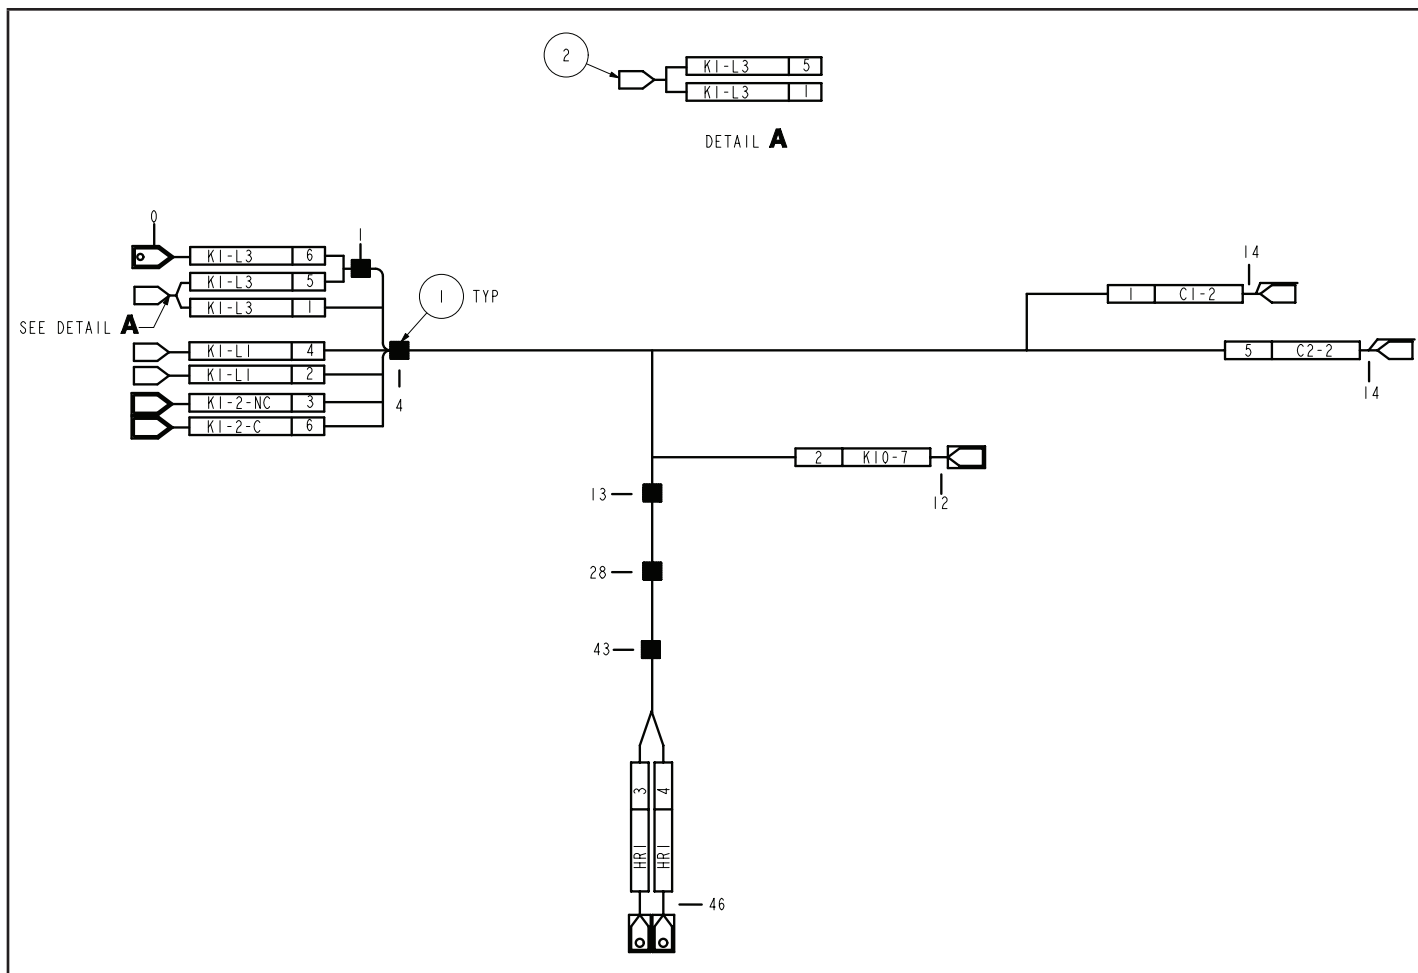 2
K1-L3 5
K1-L3 1
DETAIL A
0
1
K1-L3 6
K1-L3 5
K1-L3 1
SEE DETAIL A
1 TYP
K1-L1 4
K1-L1 2
K1-2-NC 3
K1-2-C 6
4
14
1 C1-2
5 C2-2
14
2 K10-7
12
13
28
43
3 HR1
4 HR1
46